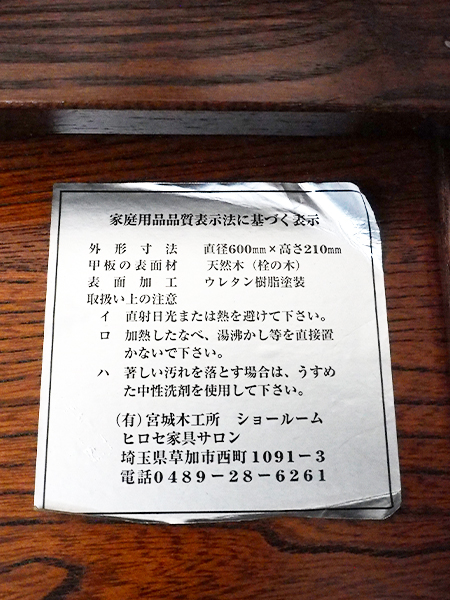 家庭用品品質表示法に基づく表示
外形寸法 直径600mm×高さ210mm
甲板の表面材 天然木（栓の木）
表面加工 ウレタン樹脂塗装
取扱い上の注意
イ 直射日光または熱を避けて下さい。
ロ 加熱したなべ、湯沸かし等を直接置
かないで下さい。
ハ 著しい汚れを落とす場合は、うすめ
た中性洗剤を使用して下さい。
（有）宮城木工所 ショールーム
ヒロセ家具サロン
埼玉県草加市西町1091−3
電話0489−28−6261